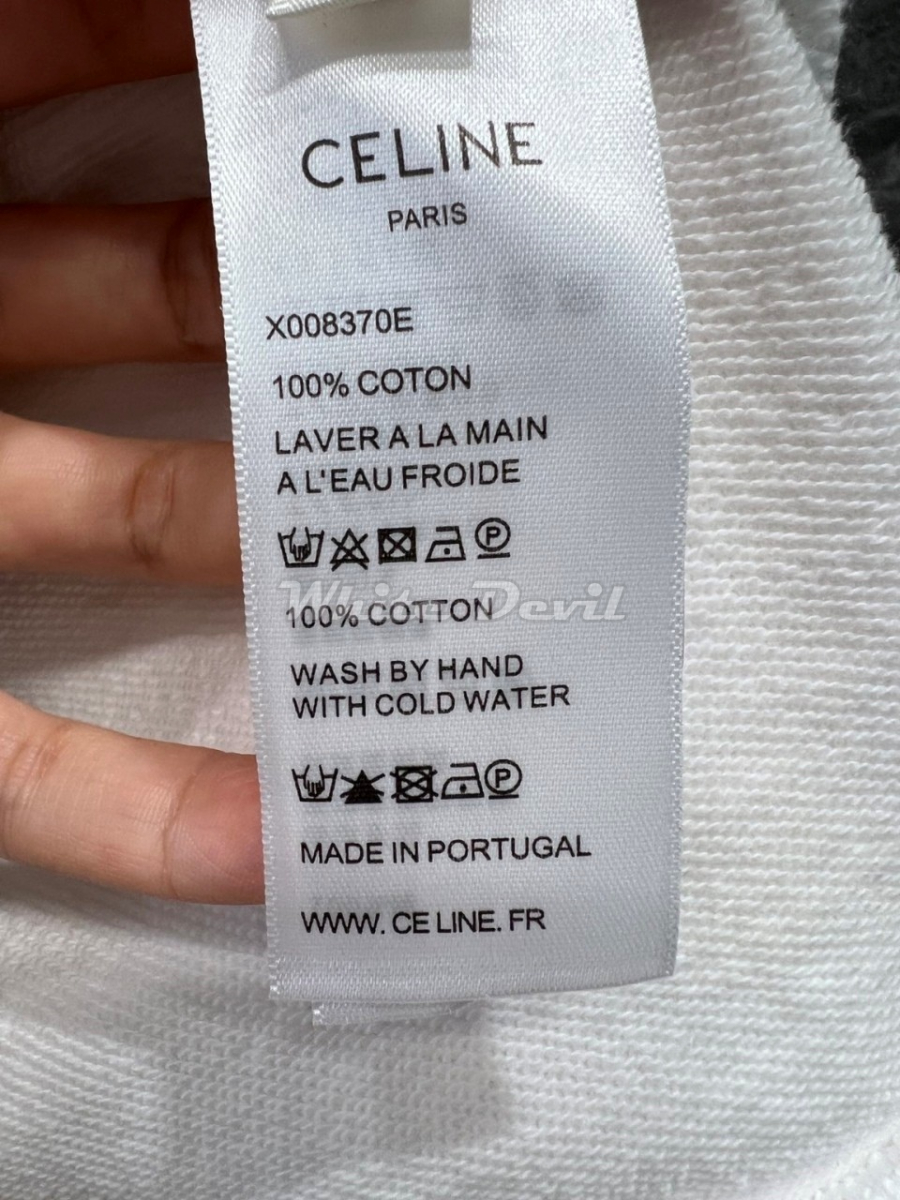 CELINE
PARIS
X008370E
100% COTON
LAVER A LA MAIN
A L'EAU FROIDE
P
100% COTTON
WASH BY HAND
WITH COLD WATER
P
MADE IN PORTUGAL
WWW. CE LINE. FR